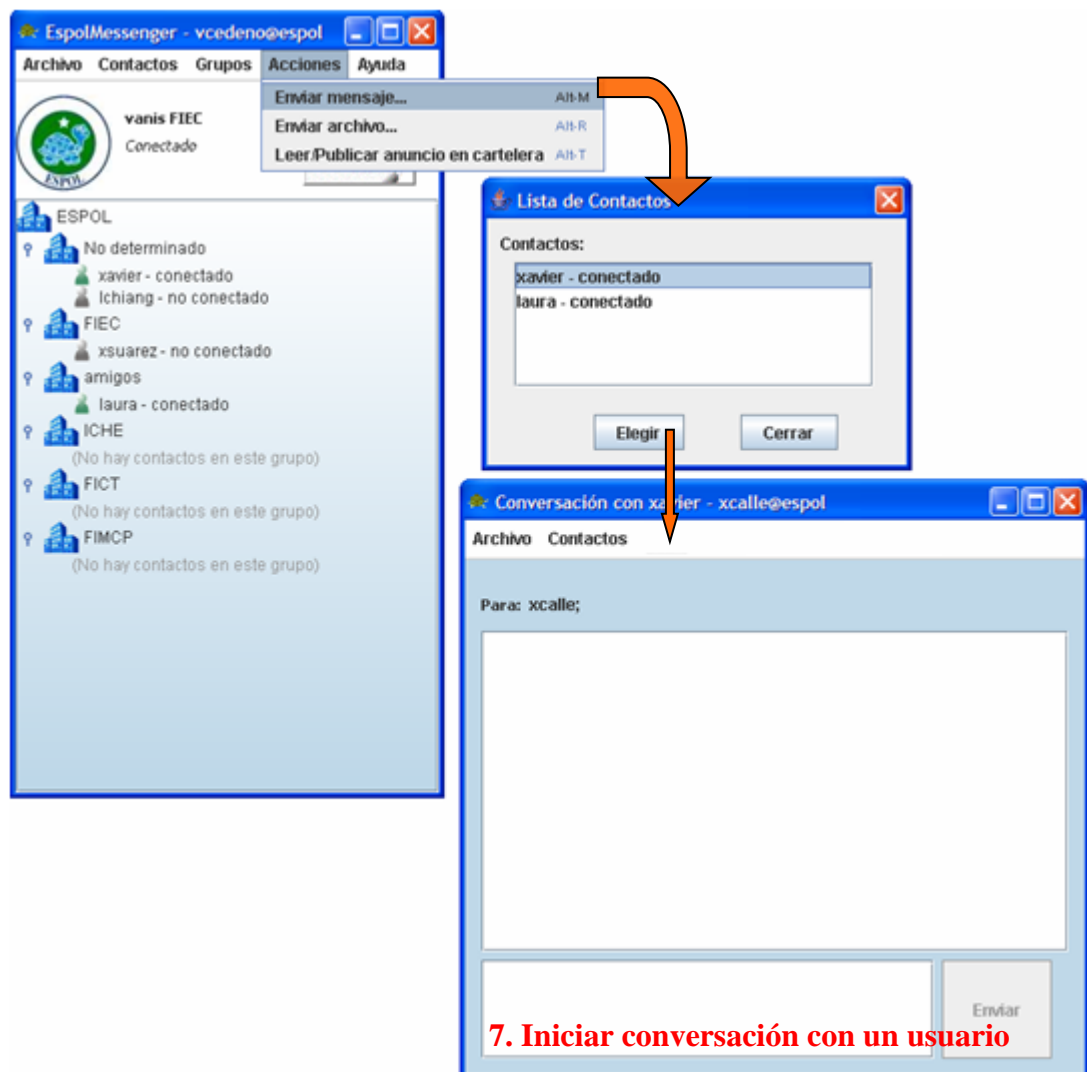 EspolMessenger - vcedeno@espol
Archivo Contactos Grupos Acciones Ayuda
Enviar mensaje... Alt-M
Enviar archivo... Alt-R
Leer/Publicar anuncio en cartelera Alt-T
vanis FIEC
Conectado
ESPOL
ESPOL
No determinado
xavier - conectado
lchiang - no conectado
FIEC
xsuarez - no conectado
amigos
laura - conectado
ICHE
(No hay contactos en este grupo)
FICT
(No hay contactos en este grupo)
FIMCP
(No hay contactos en este grupo)
Lista de Contactos
Contactos:
xavier - conectado
laura - conectado
Elegir Cerrar
Conversación con xavier - xcalle@espol
Archivo Contactos
Para: xcalle;
Enviar
7. Iniciar conversación con un usuario